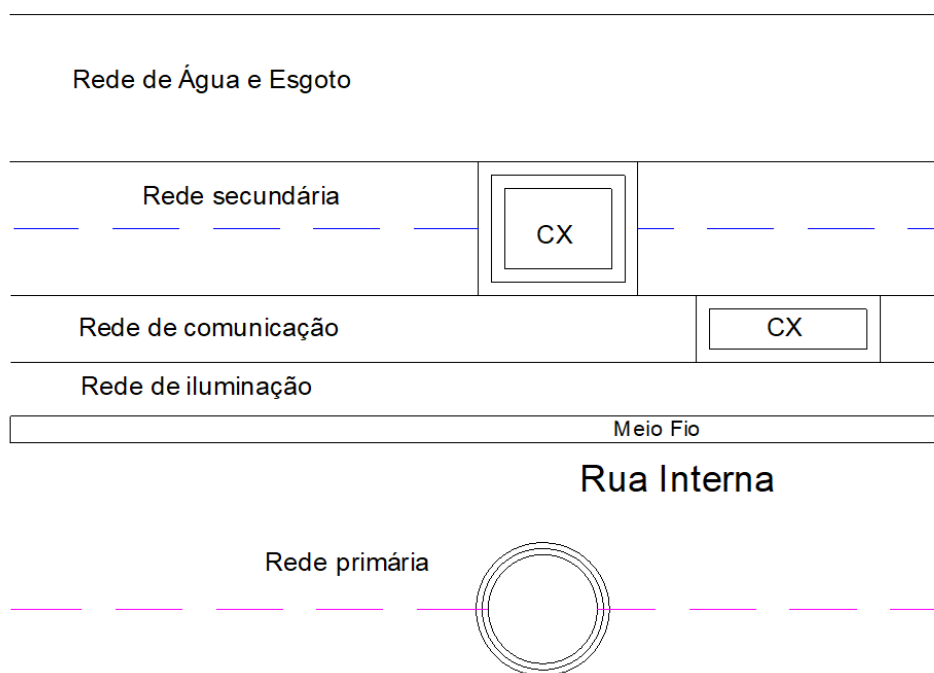 Rede de Água e Esgoto
Rede secundária
CX
Rede de comunicação
CX
Rede de iluminação
Meio Fio
Rua Interna
Rede primária